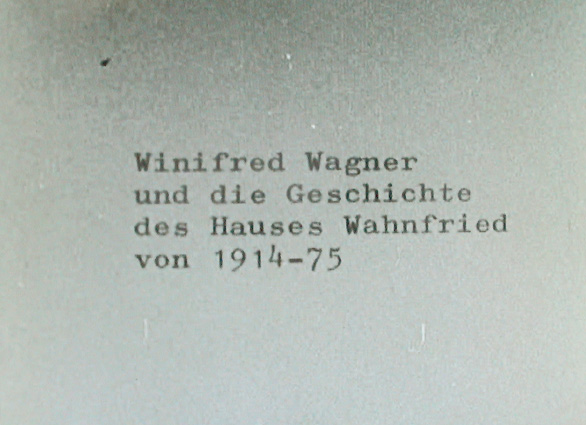 Winifred Wagner
und die Geschichte
des Hauses Wahnfried
von 1914-75